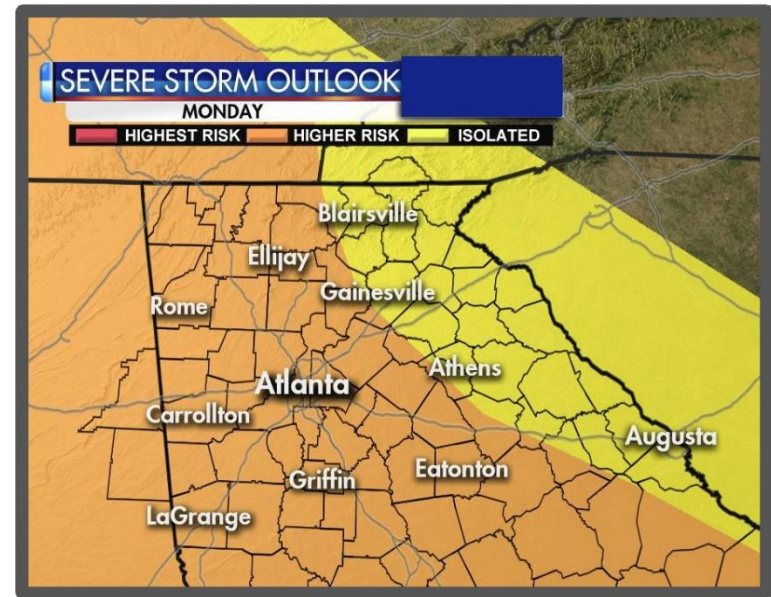 SEVERE STORM OUTLOOK
MONDAY
HIGHEST RISK HIGHER RISK ISOLATED
Blairsville
Ellijay
Gainesville
Rome
Athens
Atlanta
Carrollton
Augusta
Eatonton
Griffin
LaGrange